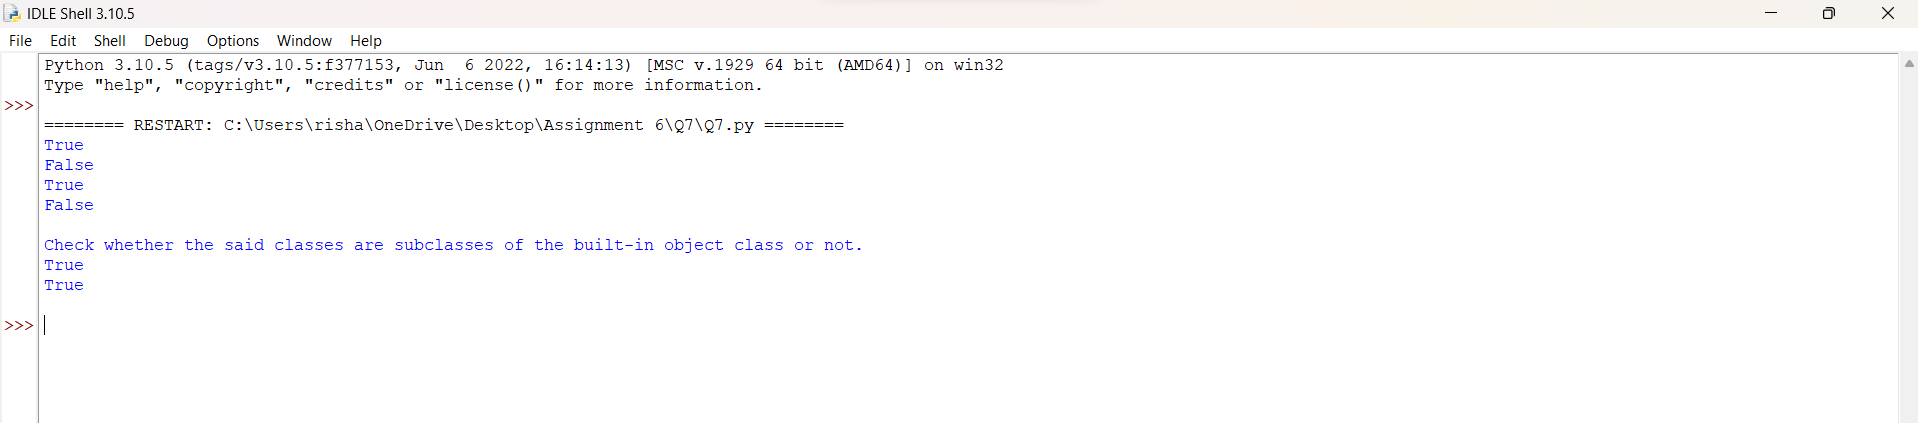 IDLE Shell 3.10.5
File Edit Shell Debug Options Window Help
Python 3.10.5 (tags/v3.10.5:f377153, Jun  6 2022, 16:14:13) [MSC v.1929 64 bit (AMD64)] on win32
Type "help", "copyright", "credits" or "license()" for more information.
>>>
======== RESTART: C:\Users\risha\OneDrive\Desktop\Assignment 6\Q7\Q7.py ========
True
False
True
False
Check whether the said classes are subclasses of the built-in object class or not.
True
True
>>>